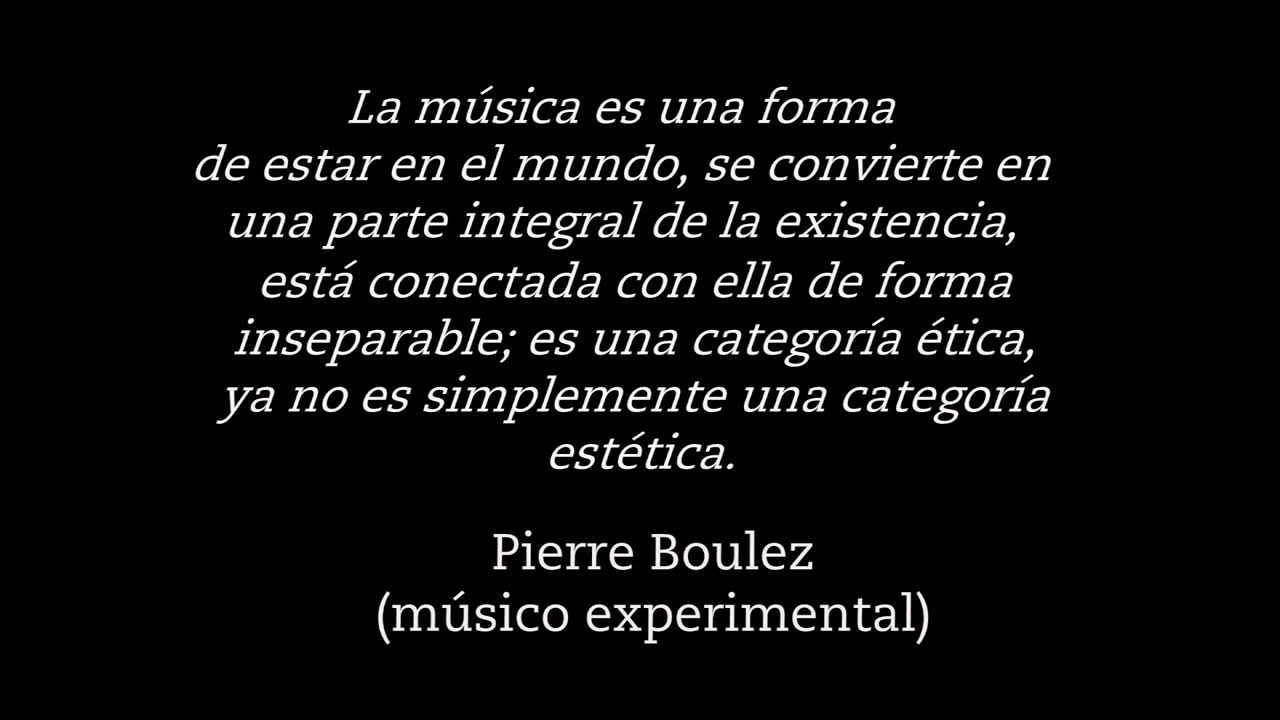 La música es una forma
de estar en el mundo, se convierte en
una parte integral de la existencia,
está conectada con ella de forma
inseparable; es una categoría ética,
ya no es simplemente una categoría
estética.
Pierre Boulez
(músico experimental)